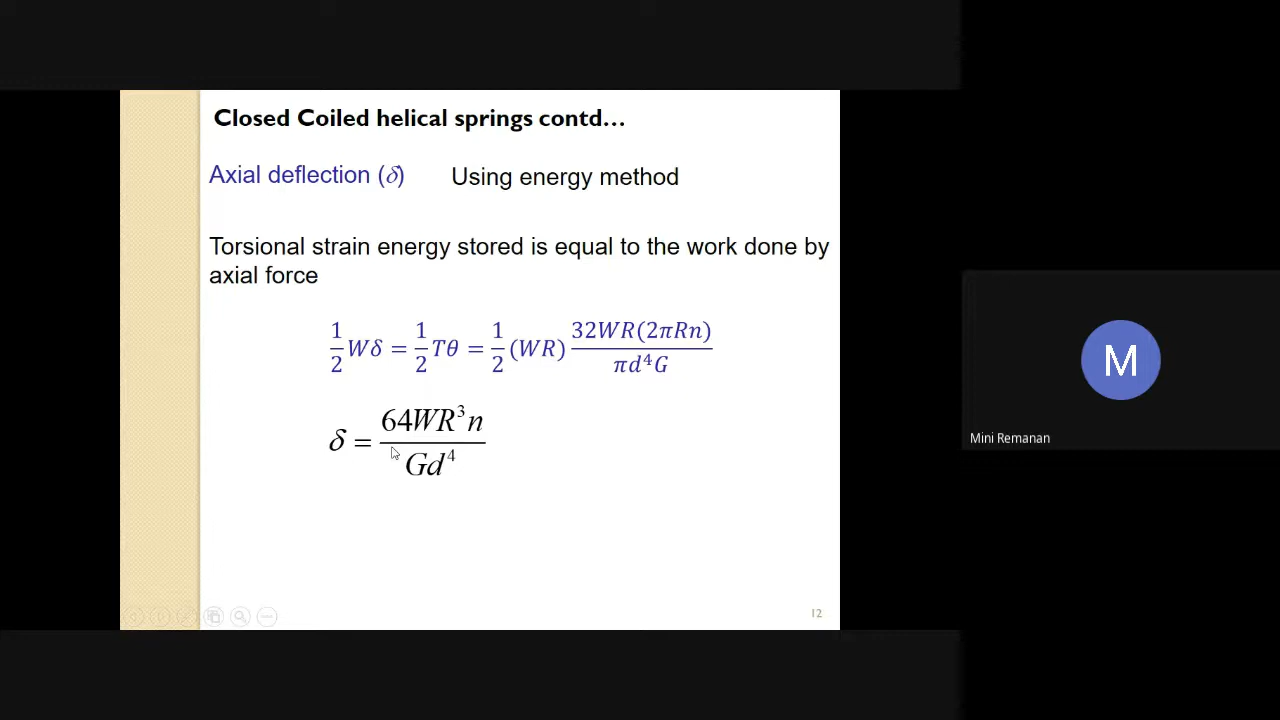 Closed Coiled helical springs contd...
Axial deflection (δ) Using energy method
Torsional strain energy stored is equal to the work done by
axial force
1/2 Wδ = 1/2 Tθ = 1/2 (WR) 32WR(2πRn)/πd⁴G
δ = 64WR³n/Gd⁴
12
M
Mini Remanan